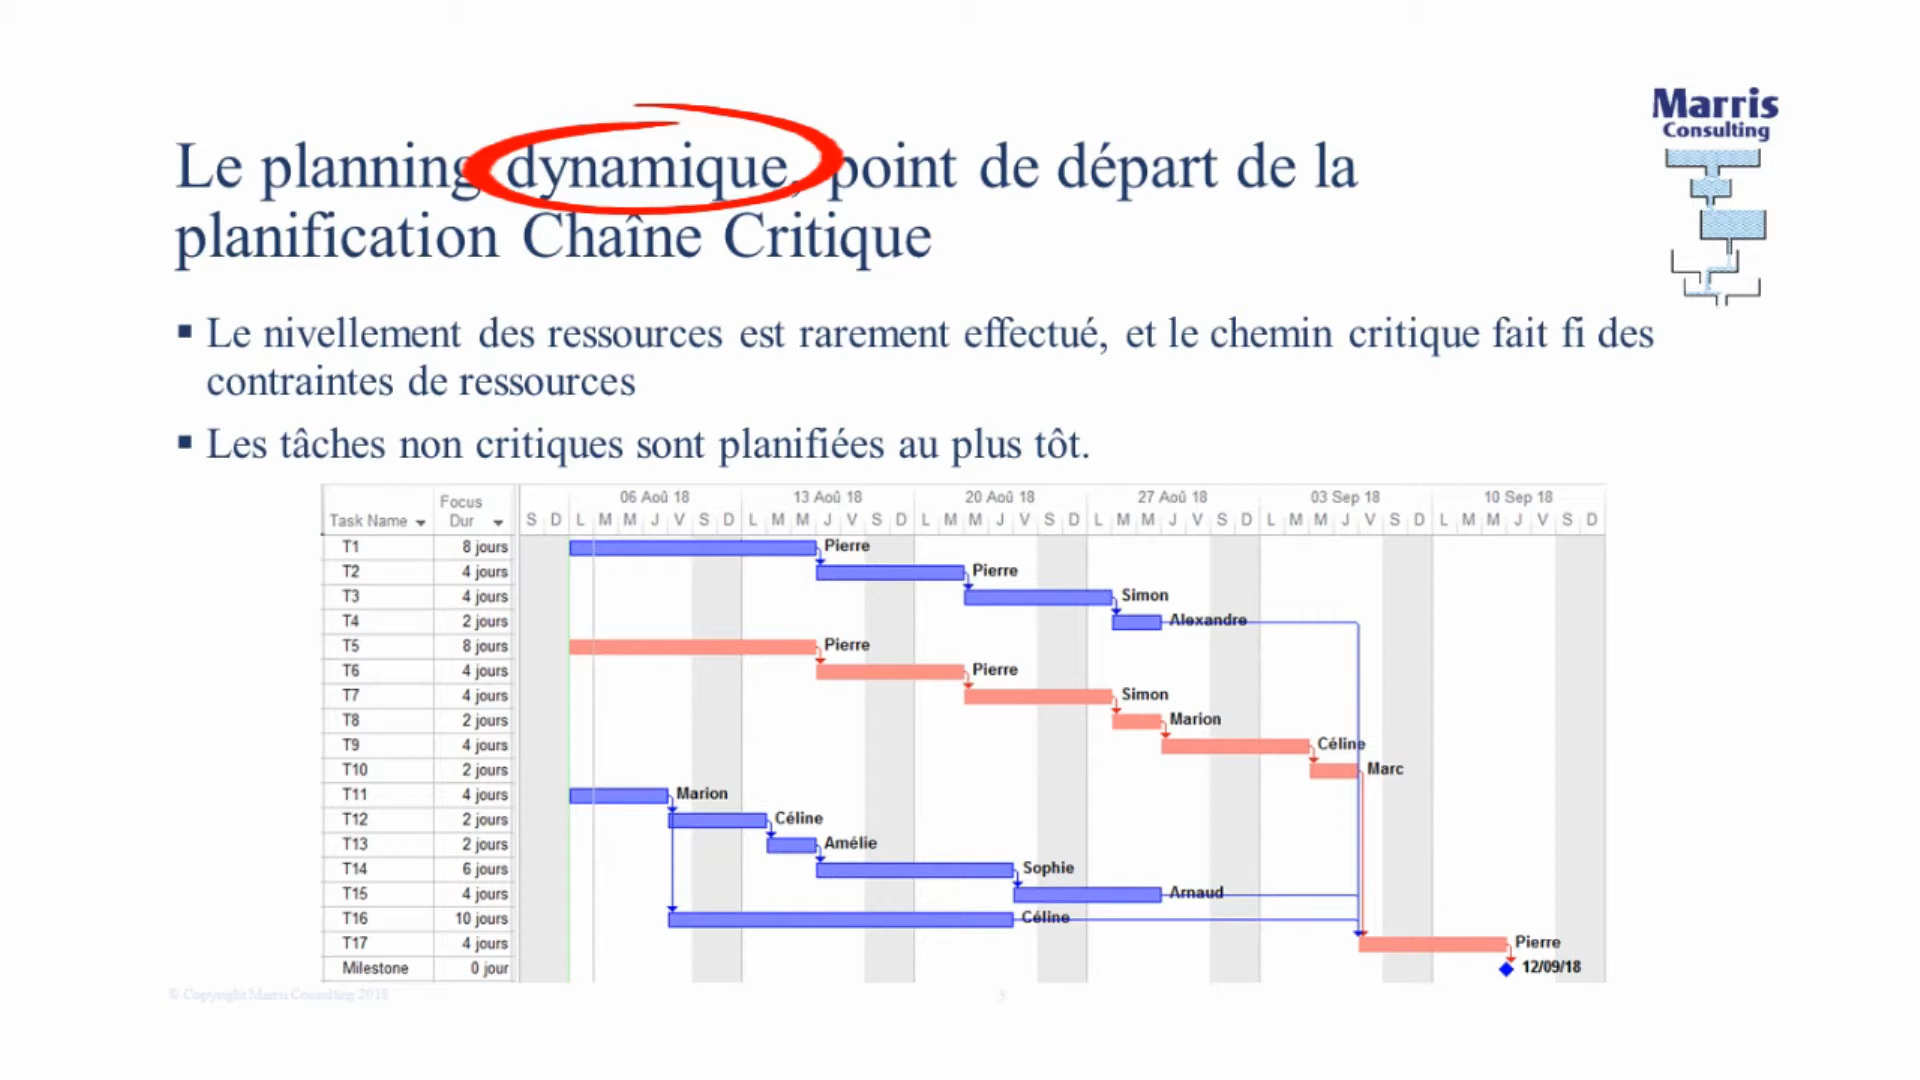 Marris
Consulting
Le planning dynamique, point de départ de la
planification Chaîne Critique
▪ Le nivellement des ressources est rarement effectué, et le chemin critique fait fi des
contraintes de ressources
▪ Les tâches non critiques sont planifiées au plus tôt.
Task Name Focus Dur 06 Aoû 18 13 Aoû 18 20 Aoû 18 27 Aoû 18 03 Sep 18 10 Sep 18
S D L M M J V S D L M M J V S D L M M J V S D L M M J V S D L M M J V S D L M M J V S D
T1 8 jours Pierre
T2 4 jours Pierre
T3 4 jours Simon
T4 2 jours Alexandre
T5 8 jours Pierre
T6 4 jours Pierre
T7 4 jours Simon
T8 2 jours Marion
T9 4 jours Céline
T10 2 jours Marc
T11 4 jours Marion
T12 2 jours Céline
T13 2 jours Amélie
T14 6 jours Sophie
T15 4 jours Arnaud
T16 10 jours Céline
T17 4 jours Pierre
Milestone 0 jour 12/09/18
© Copyright Marris Consulting 2018